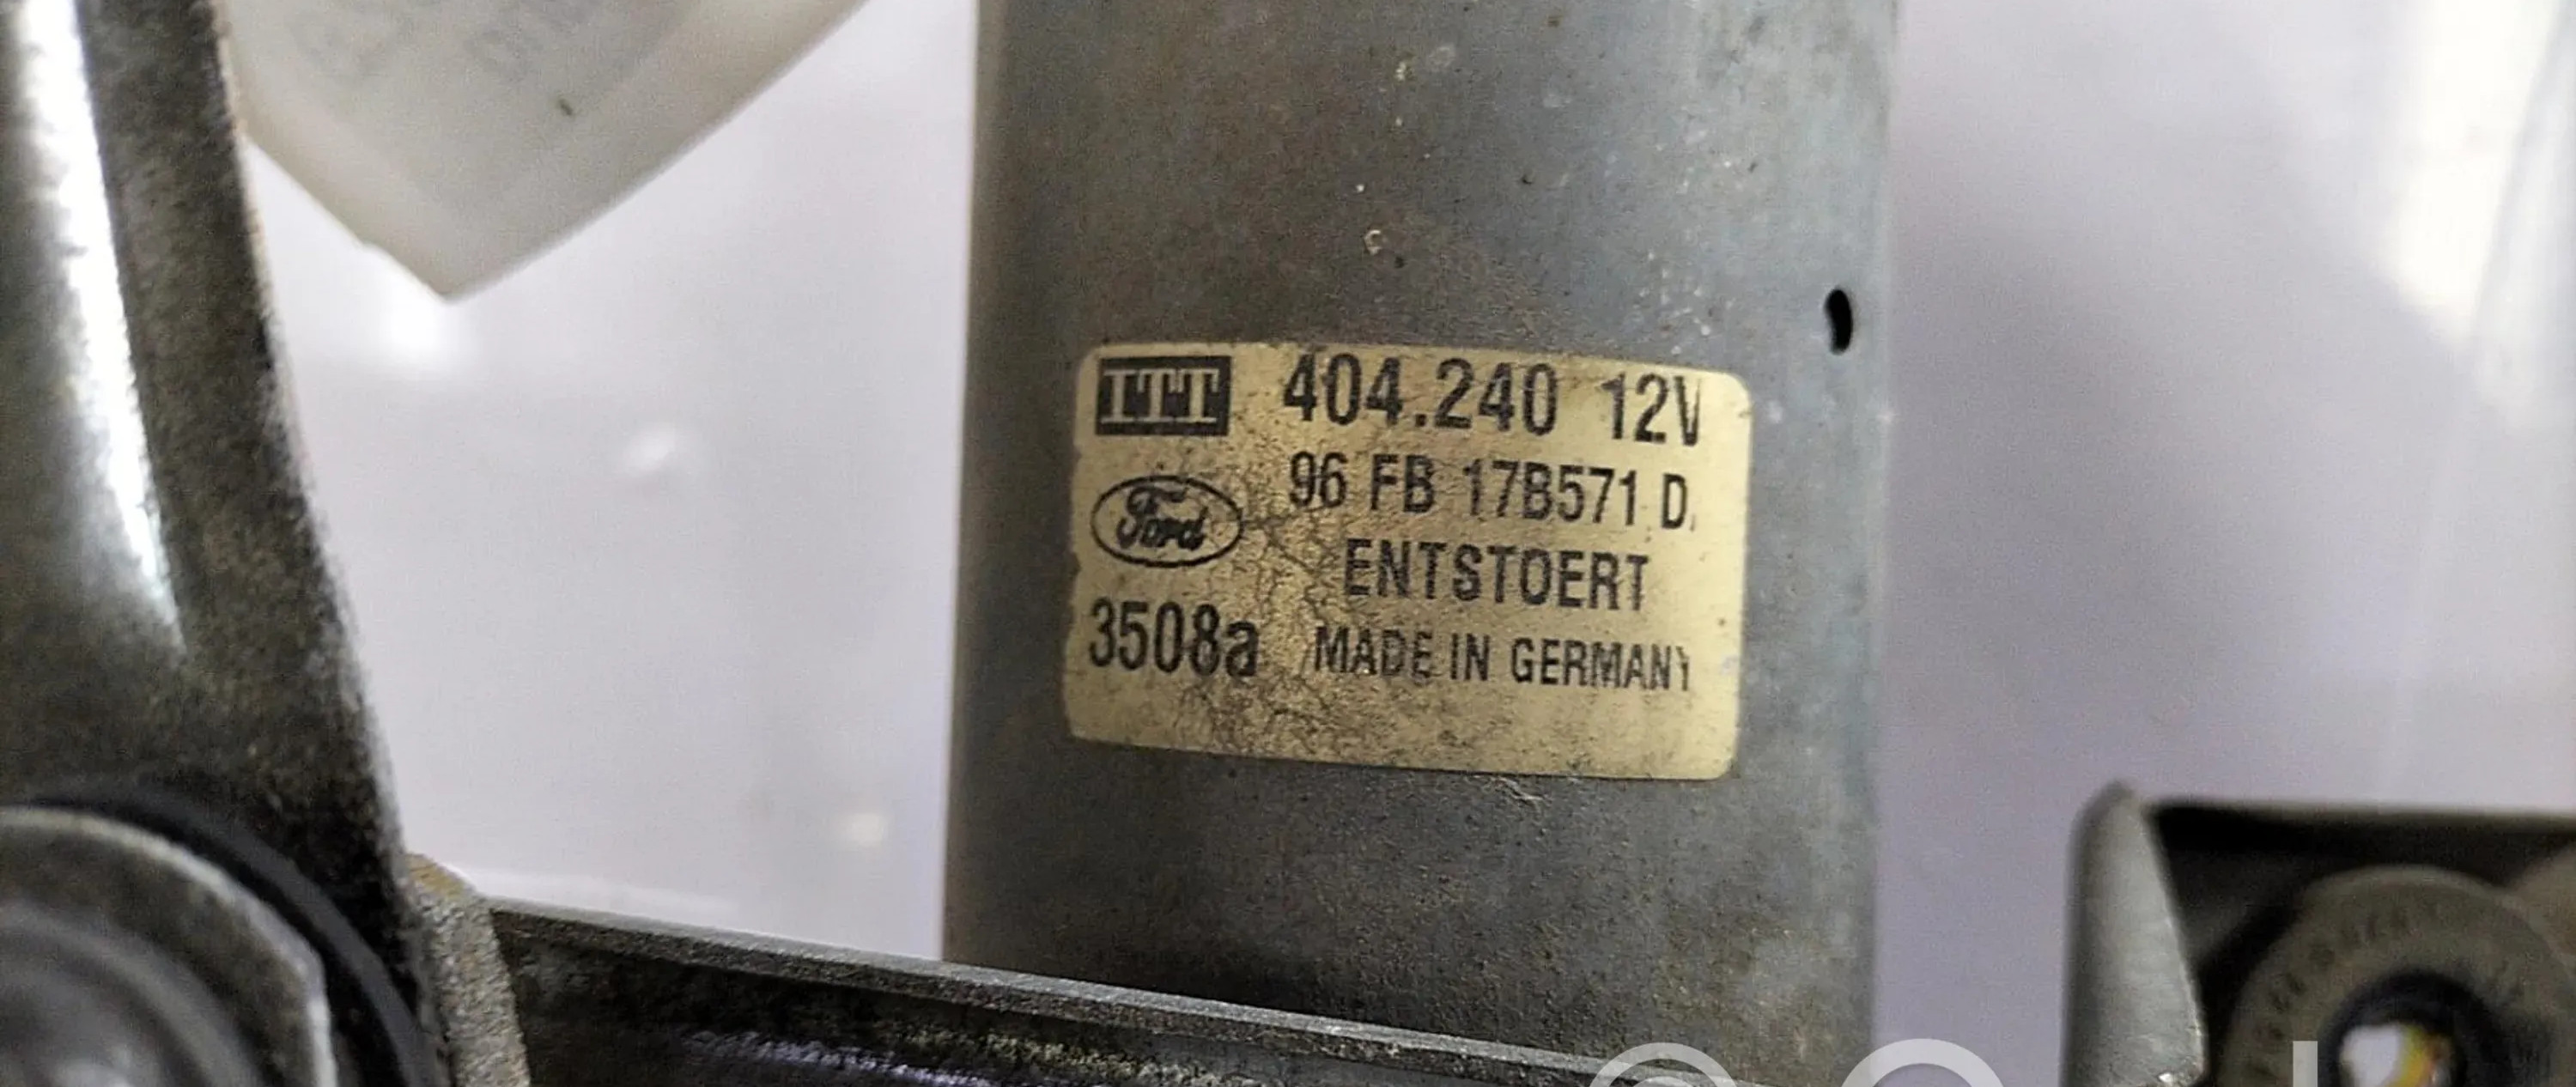 ITT 404.240 12V
96 FB 17B571 D
Ford
ENTSTOERT
3508a MADE IN GERMANY